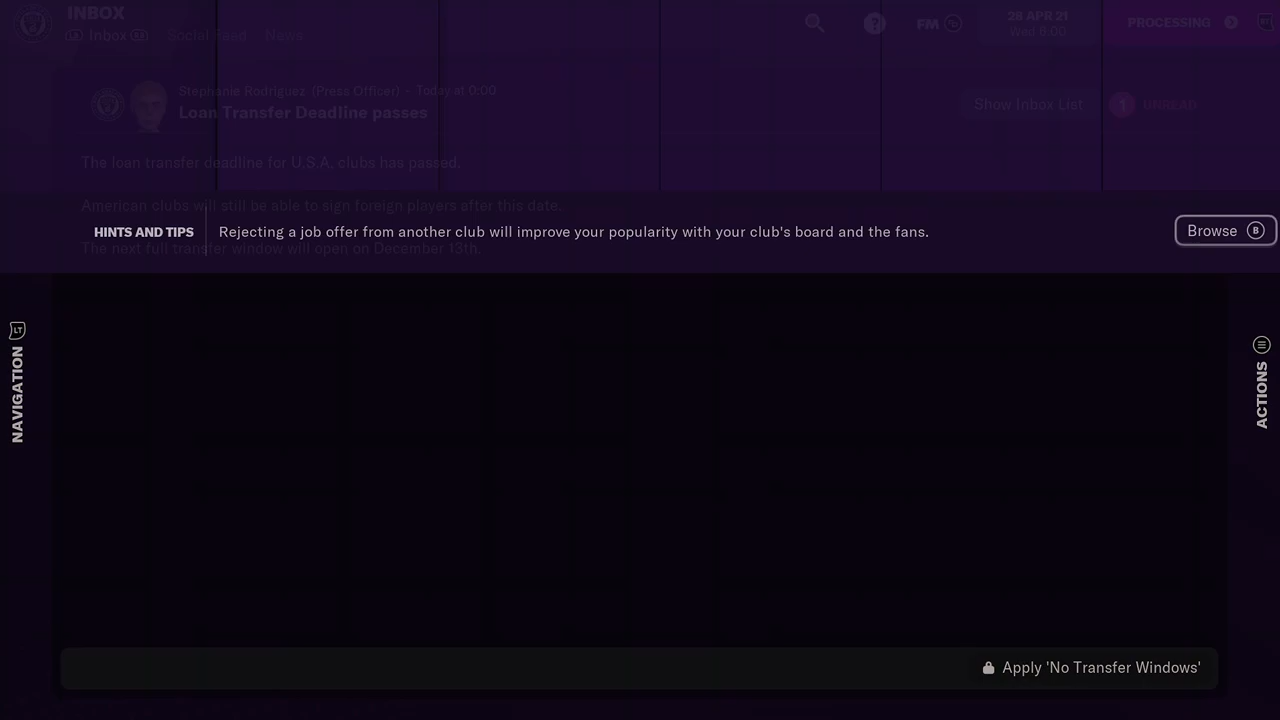 INBOX
Inbox
Social Feed
News
FM
28 APR 21
Wed 6:00
PROCESSING
Stephanie Rodriguez (Press Officer) - Today at 0:00
Loan Transfer Deadline passes
Show Inbox List
1 UNREAD
The loan transfer deadline for U.S.A. clubs has passed.
American clubs will still be able to sign foreign players after this date.
HINTS AND TIPS
Rejecting a job offer from another club will improve your popularity with your club's board and the fans.
Browse B
The next full transfer window will open on December 13th.
LT
NAVIGATION
ACTIONS
Apply 'No Transfer Windows'